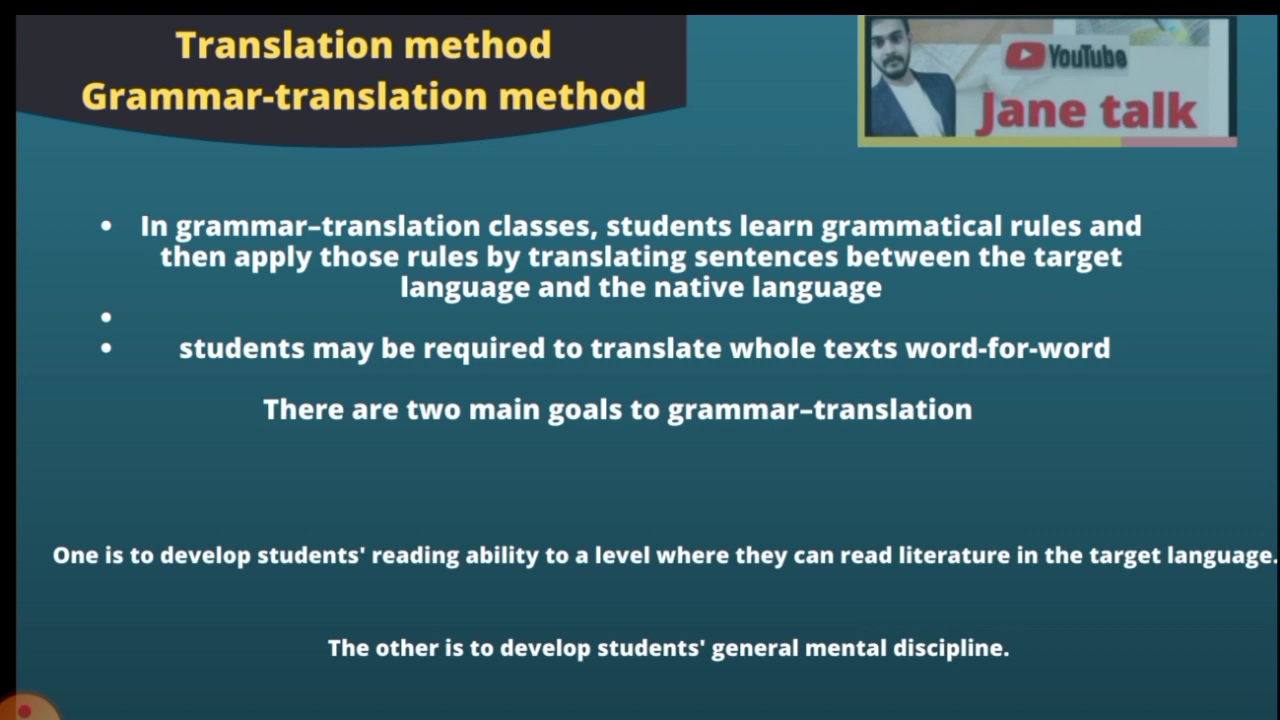 Translation method
Grammar-translation method
YouTube
Jane talk
• In grammar–translation classes, students learn grammatical rules and
then apply those rules by translating sentences between the target
language and the native language
•
• students may be required to translate whole texts word-for-word
There are two main goals to grammar–translation
One is to develop students' reading ability to a level where they can read literature in the target language.
The other is to develop students' general mental discipline.